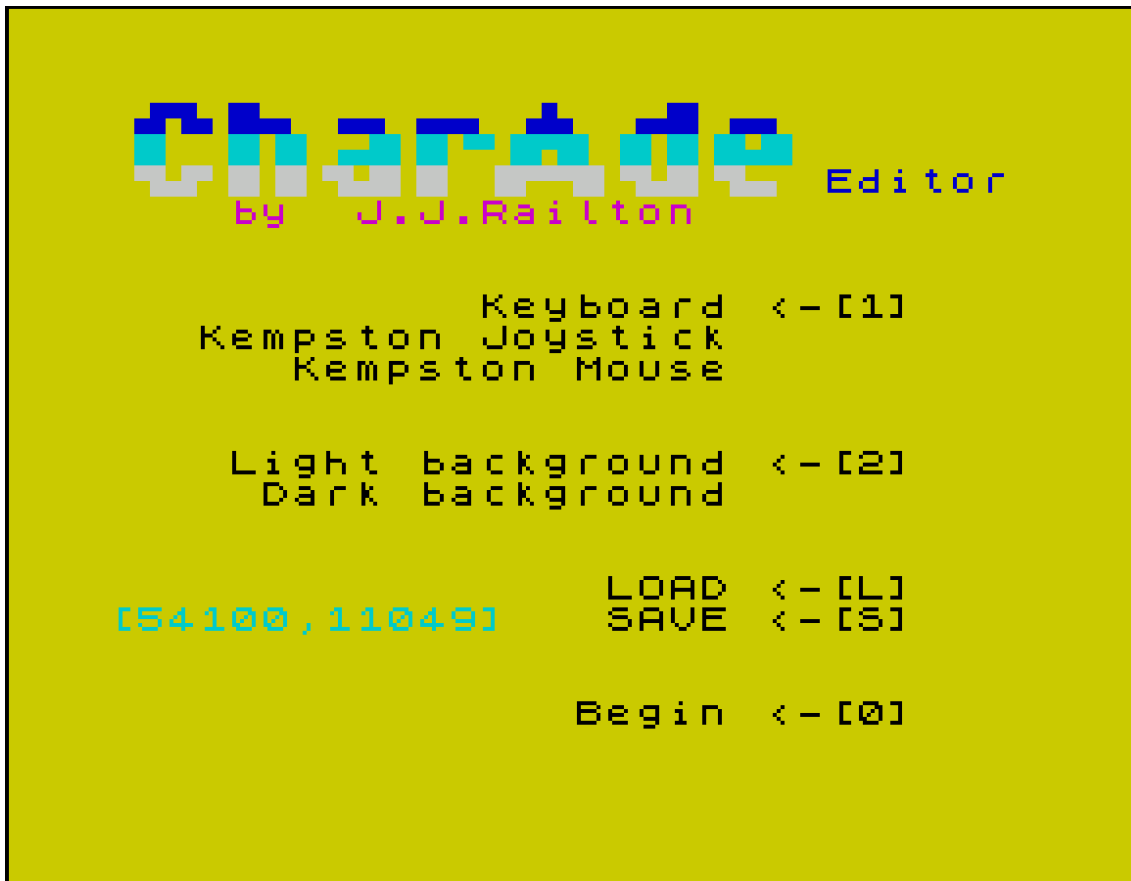 CharAde Editor
by J.J.Railton
Keyboard <-[1]
Kempston Joystick
Kempston Mouse
Light background <-[2]
Dark background
LOAD <-[L]
[54100,11049] SAVE <-[S]
Begin <-[0]